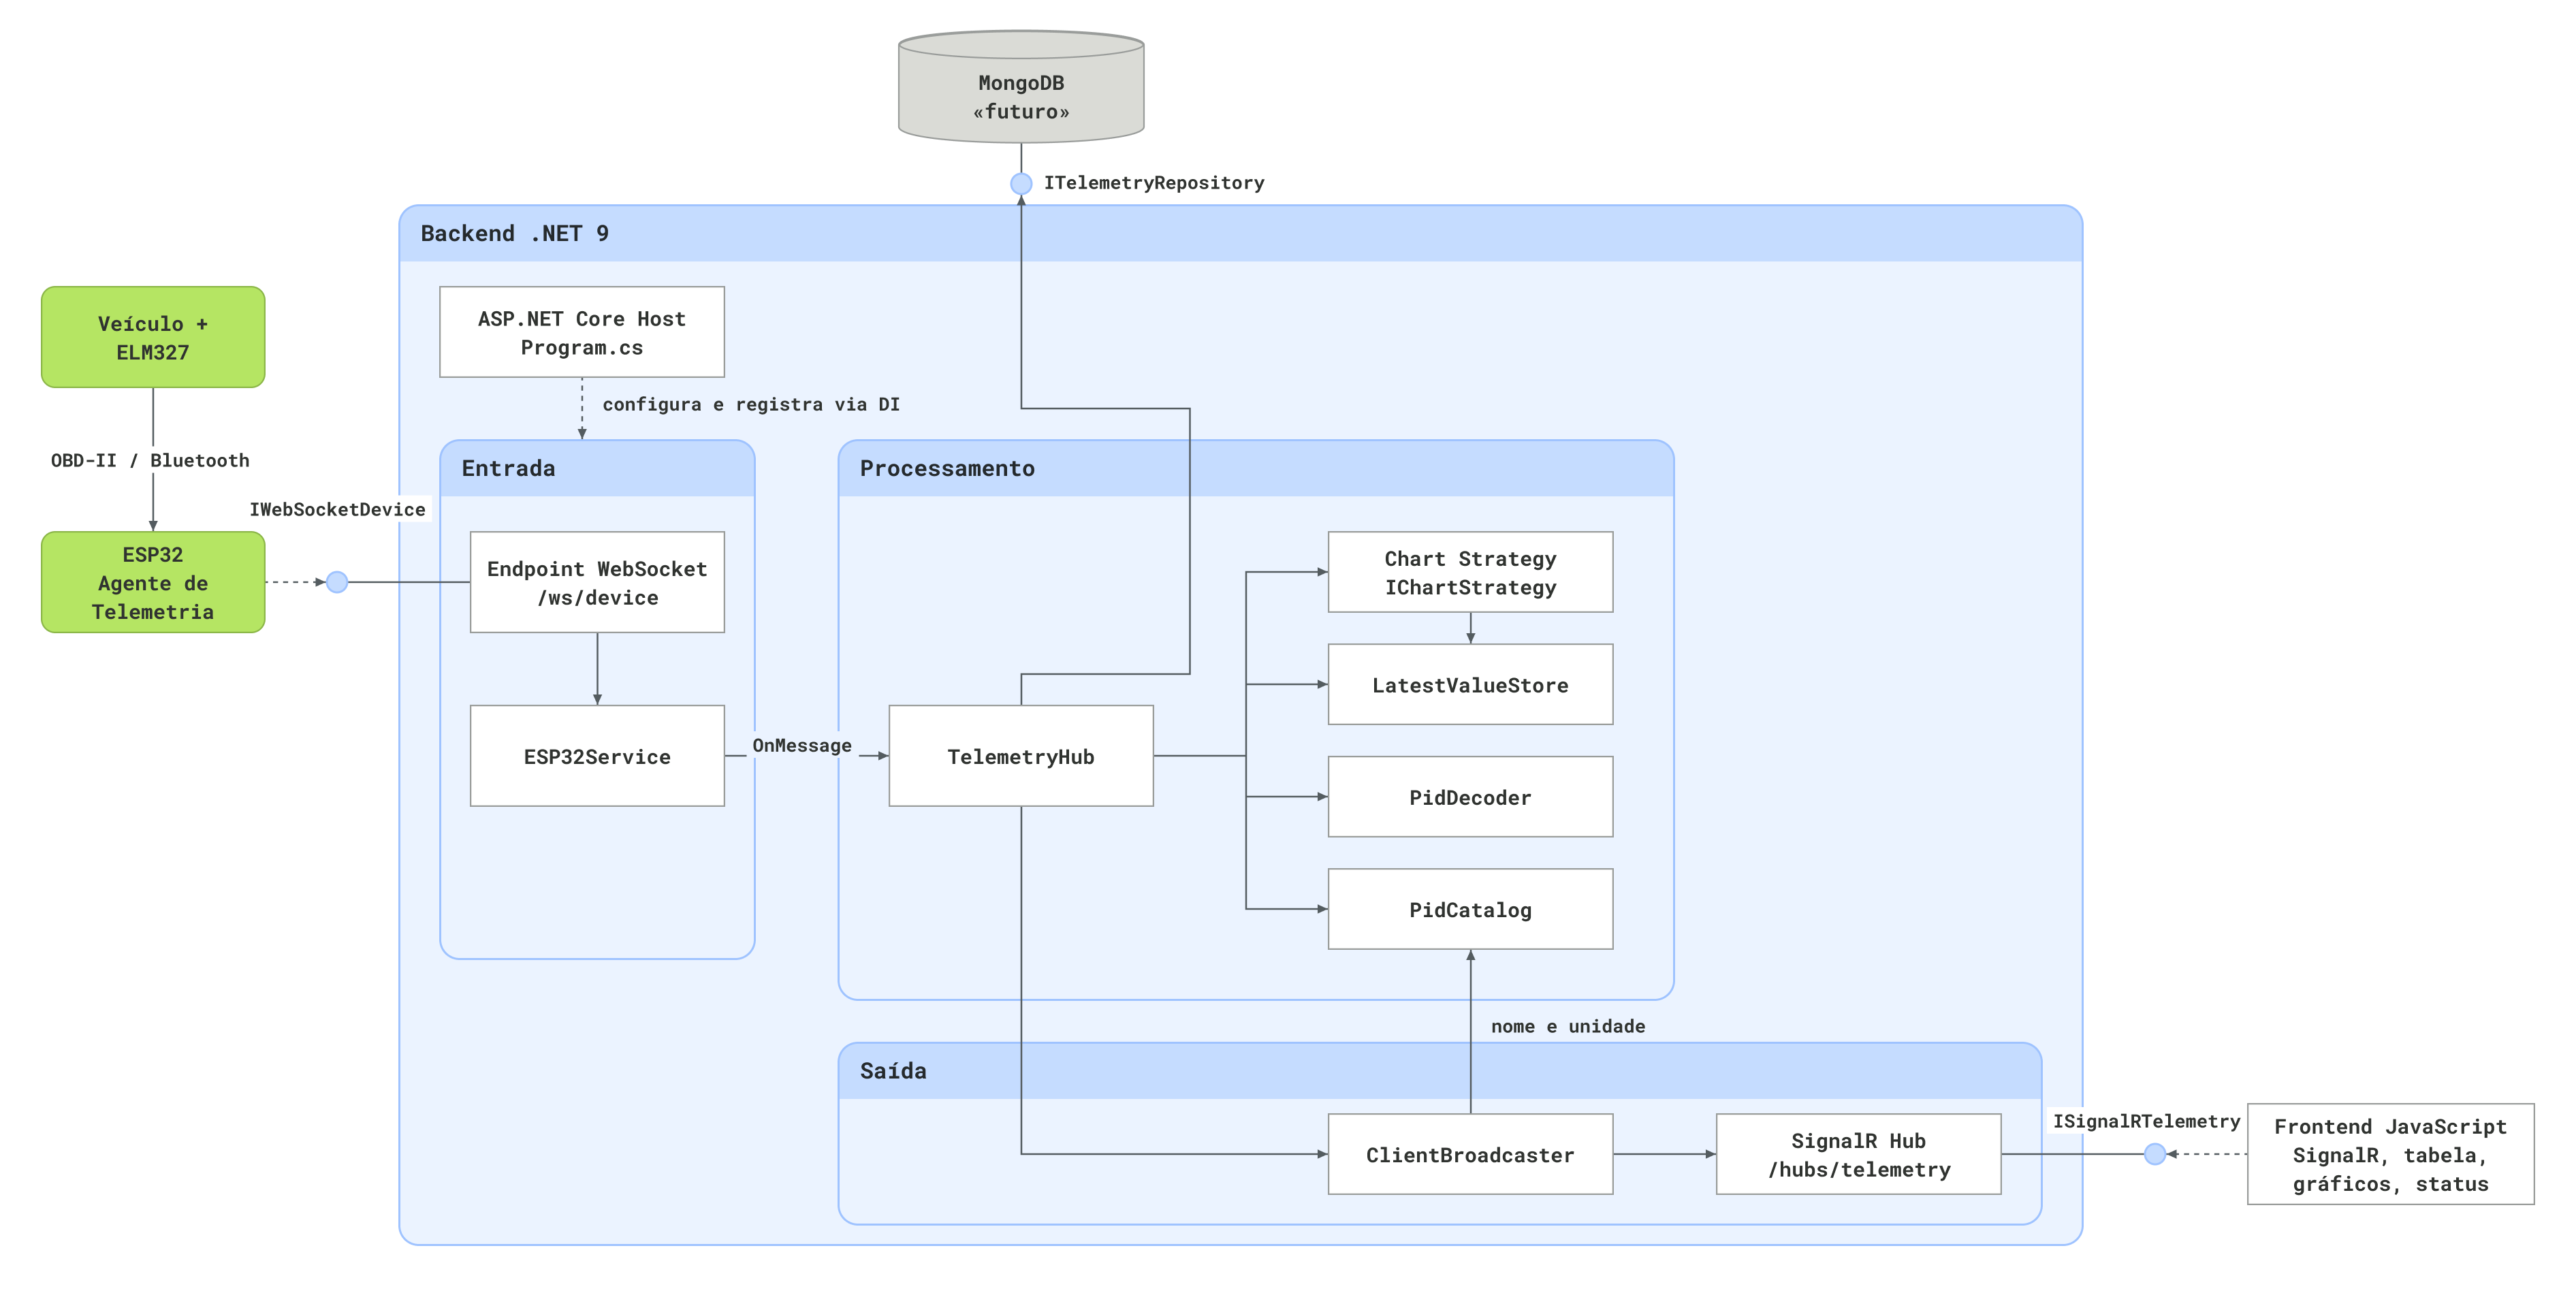 MongoDB
«futuro»
ITelemetryRepository
Backend .NET 9
Veículo +
ELM327
ASP.NET Core Host
Program.cs
configura e registra via DI
OBD-II / Bluetooth
Entrada
Processamento
IWebSocketDevice
ESP32
Agente de
Telemetria
Endpoint WebSocket
/ws/device
Chart Strategy
IChartStrategy
LatestValueStore
ESP32Service
OnMessage
TelemetryHub
PidDecoder
PidCatalog
nome e unidade
Saída
ClientBroadcaster
SignalR Hub
/hubs/telemetry
ISignalRTelemetry
Frontend JavaScript
SignalR, tabela,
gráficos, status